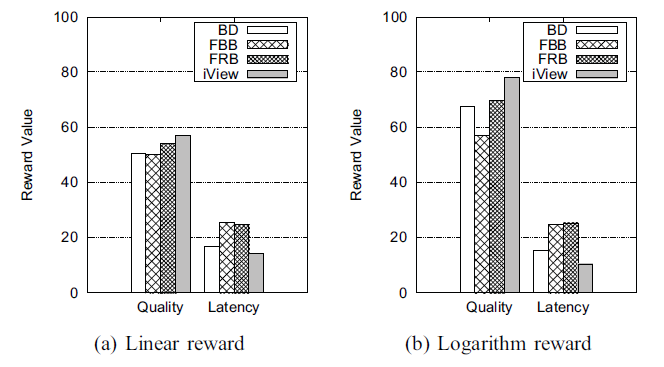 100
80
60
40
20
0
Reward Value
BD
FBB
FRB
iView
Quality Latency
(a) Linear reward
100
80
60
40
20
0
Reward Value
BD
FBB
FRB
iView
Quality Latency
(b) Logarithm reward